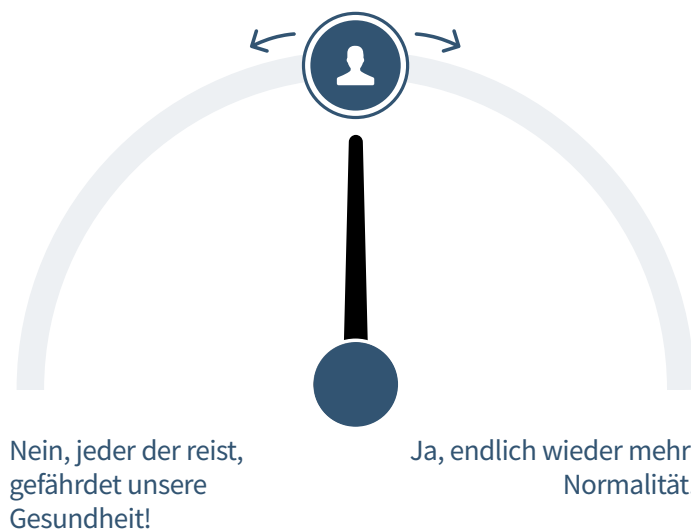 Nein, jeder der reist,
gefährdet unsere
Gesundheit!
Ja, endlich wieder mehr
Normalität